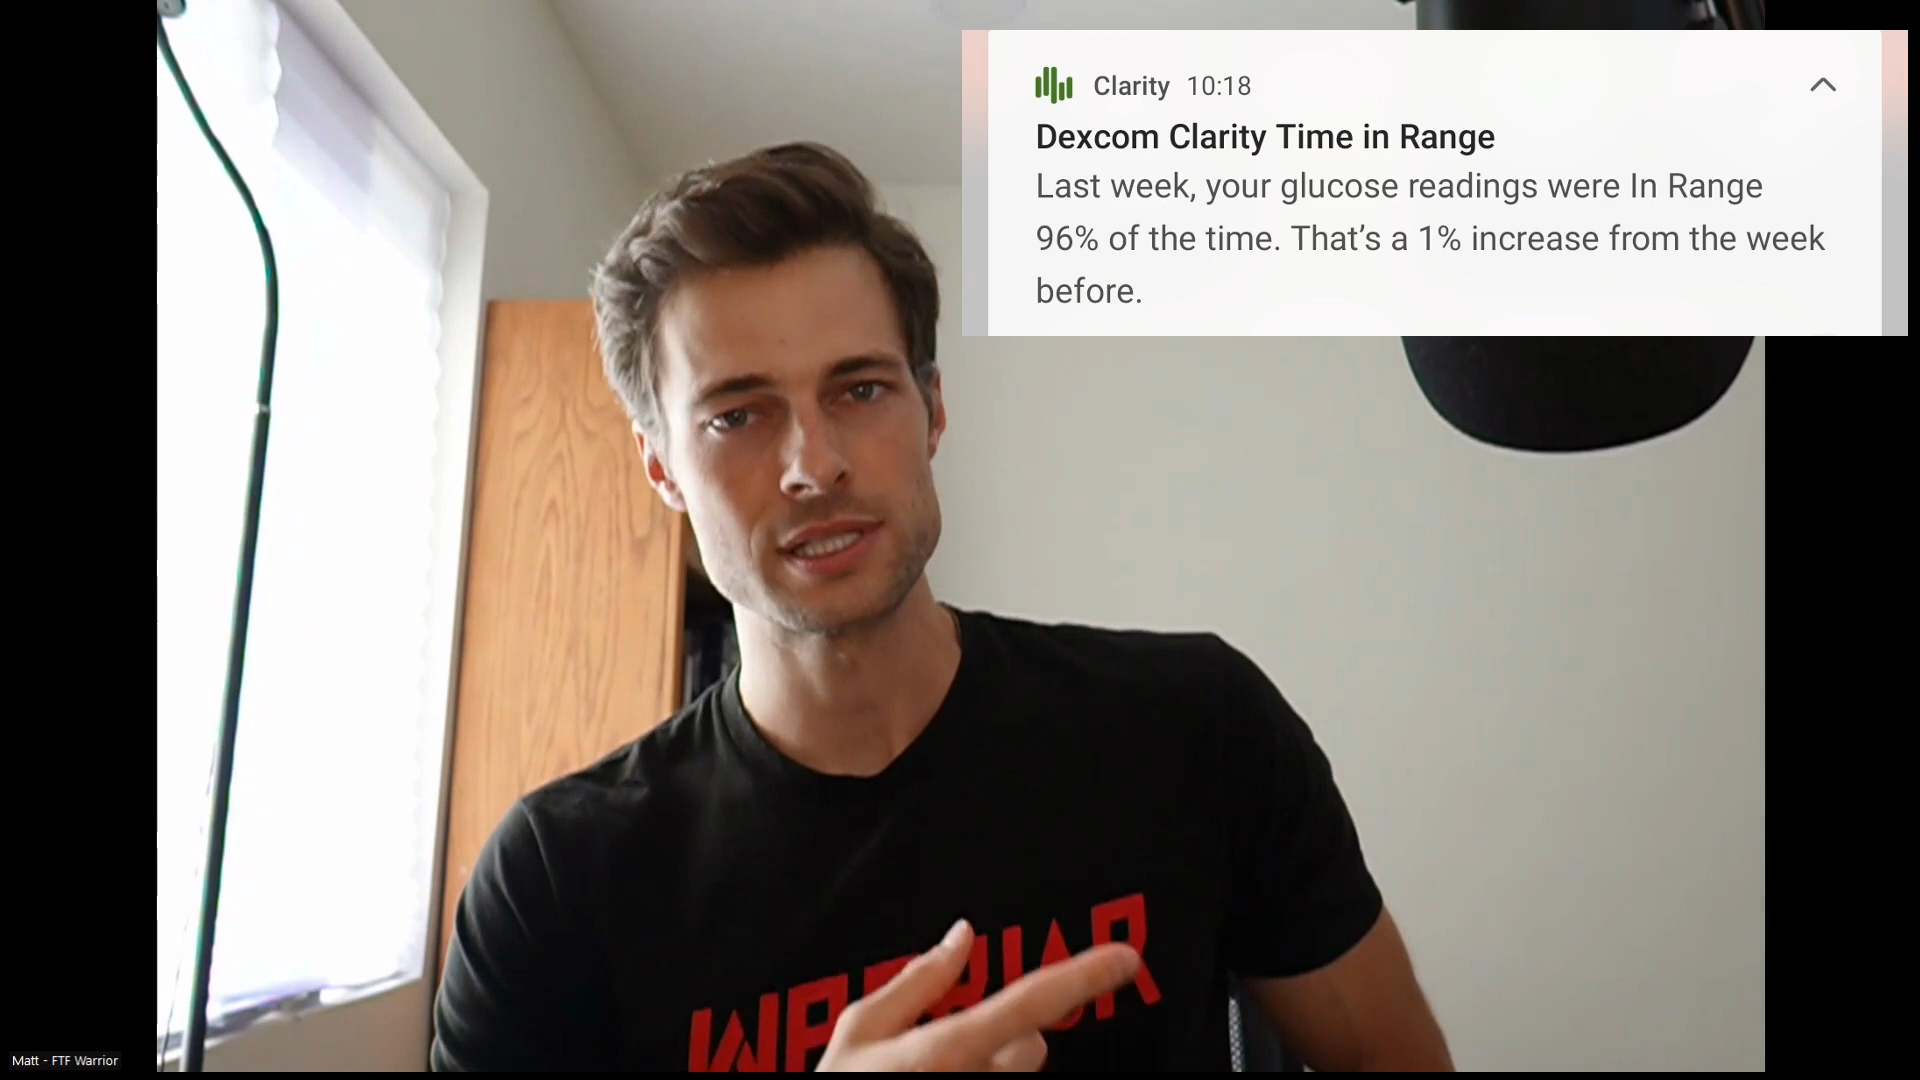 Clarity 10:18
Dexcom Clarity Time in Range
Last week, your glucose readings were In Range
96% of the time. That’s a 1% increase from the week
before.
WARRIOR
Matt - FTF Warrior